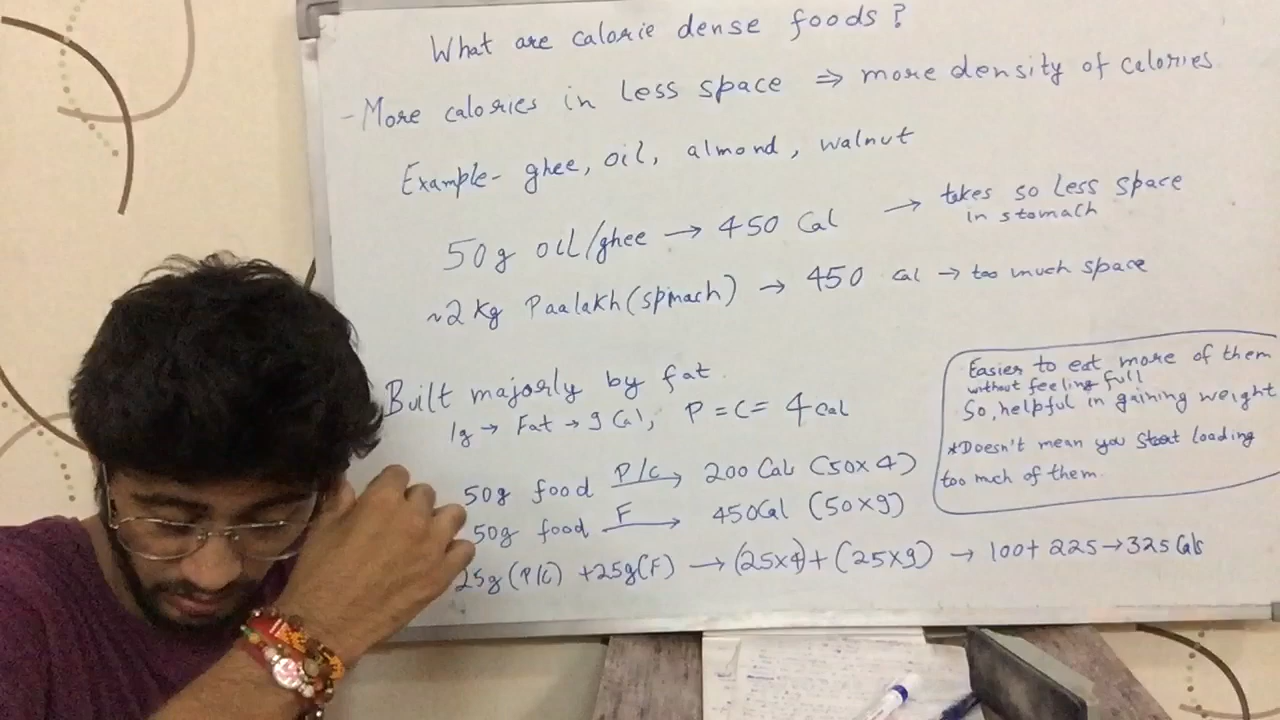 What are calorie dense foods?
- More calories in less space ⇒ more density of calories
Example- ghee, oil, almond, walnut
50g oil/ghee → 450 Cal → takes so less space
in stomach
~2 kg Paalakh (spinach) → 450 cal → too much space
Built majorly by fat
1g → Fat → 9 Cal, P = C = 4 cal
50g food P/C → 200 Cals (50x4)
50g food F → 450Cal (50x9)
25g (P/C) +25g(F) → (25x4)+ (25x9) → 100+ 225 → 325 Cals
Easier to eat more of them
without feeling full
So, helpful in gaining weight
*Doesn't mean you start loading
too much of them.